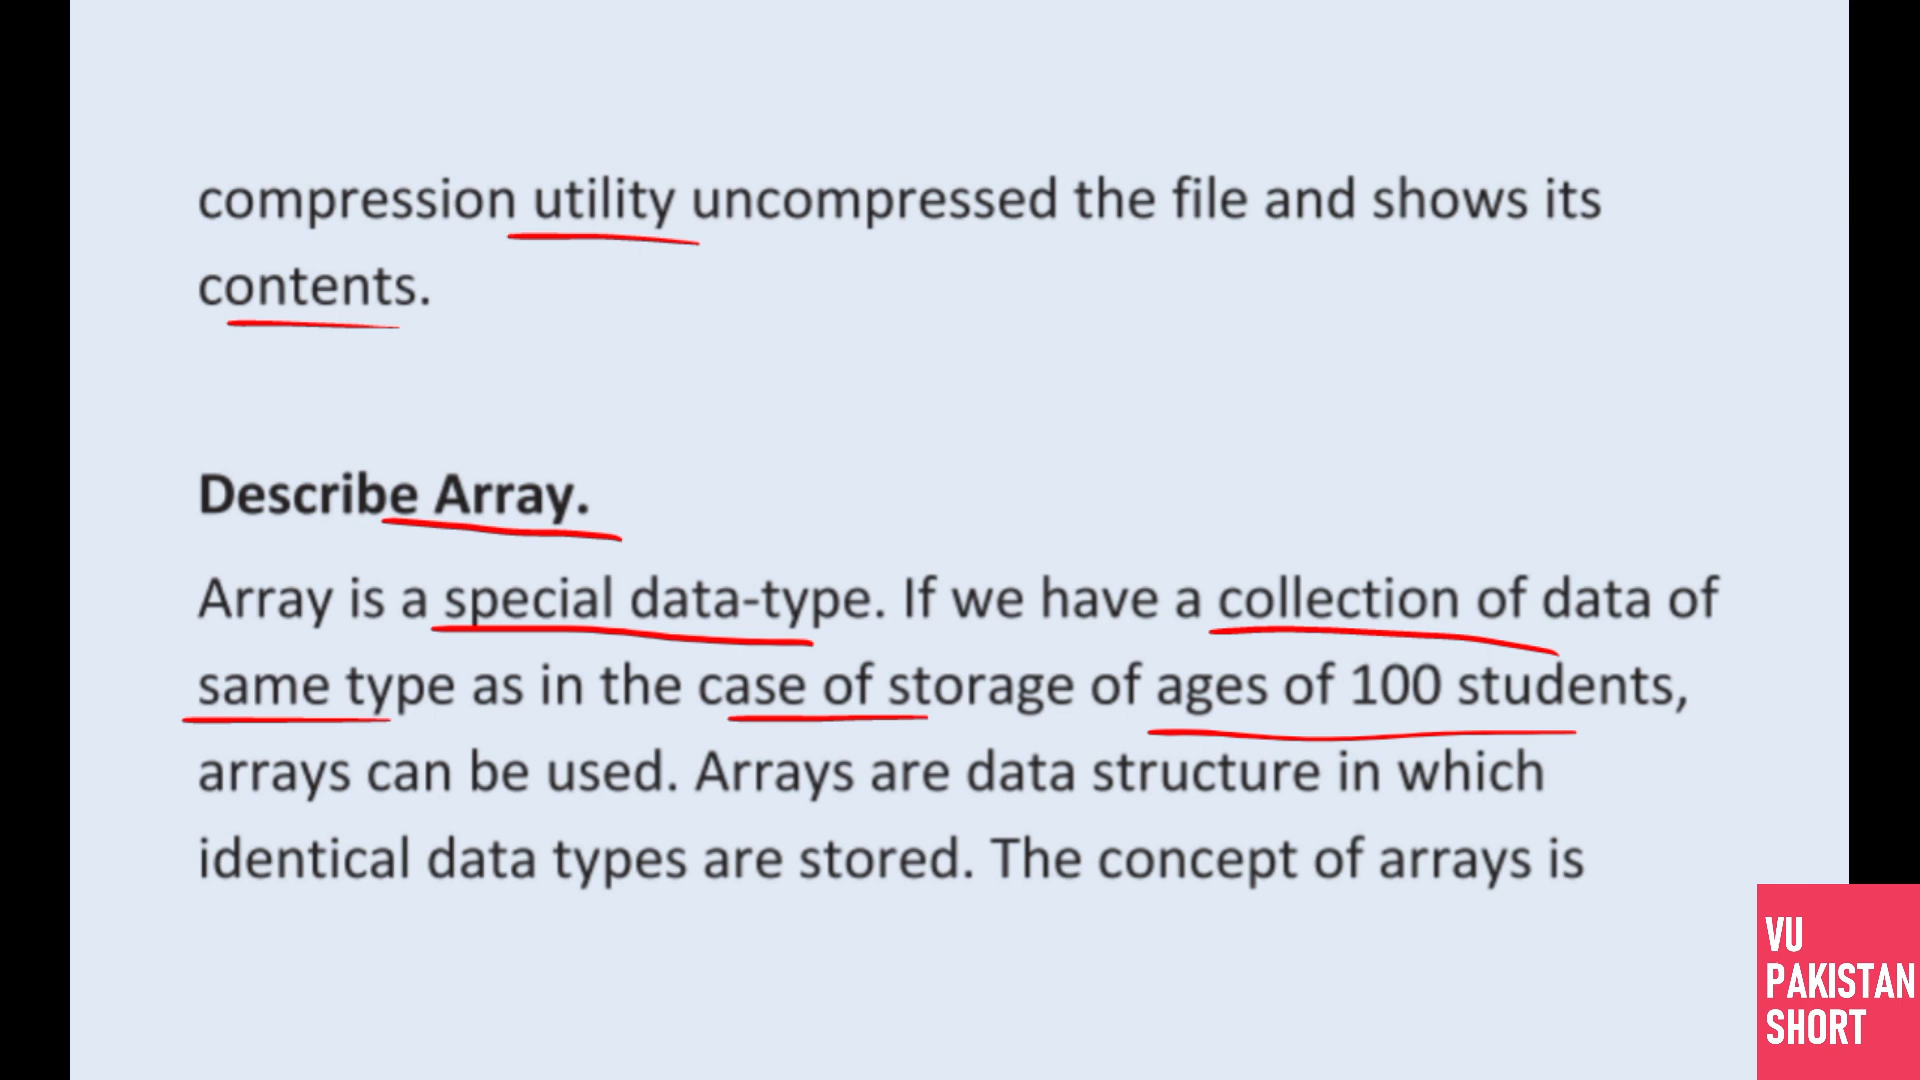 compression utility uncompressed the file and shows its
contents.
Describe Array.
Array is a special data-type. If we have a collection of data of
same type as in the case of storage of ages of 100 students,
arrays can be used. Arrays are data structure in which
identical data types are stored. The concept of arrays is
VU
PAKISTAN
SHORT